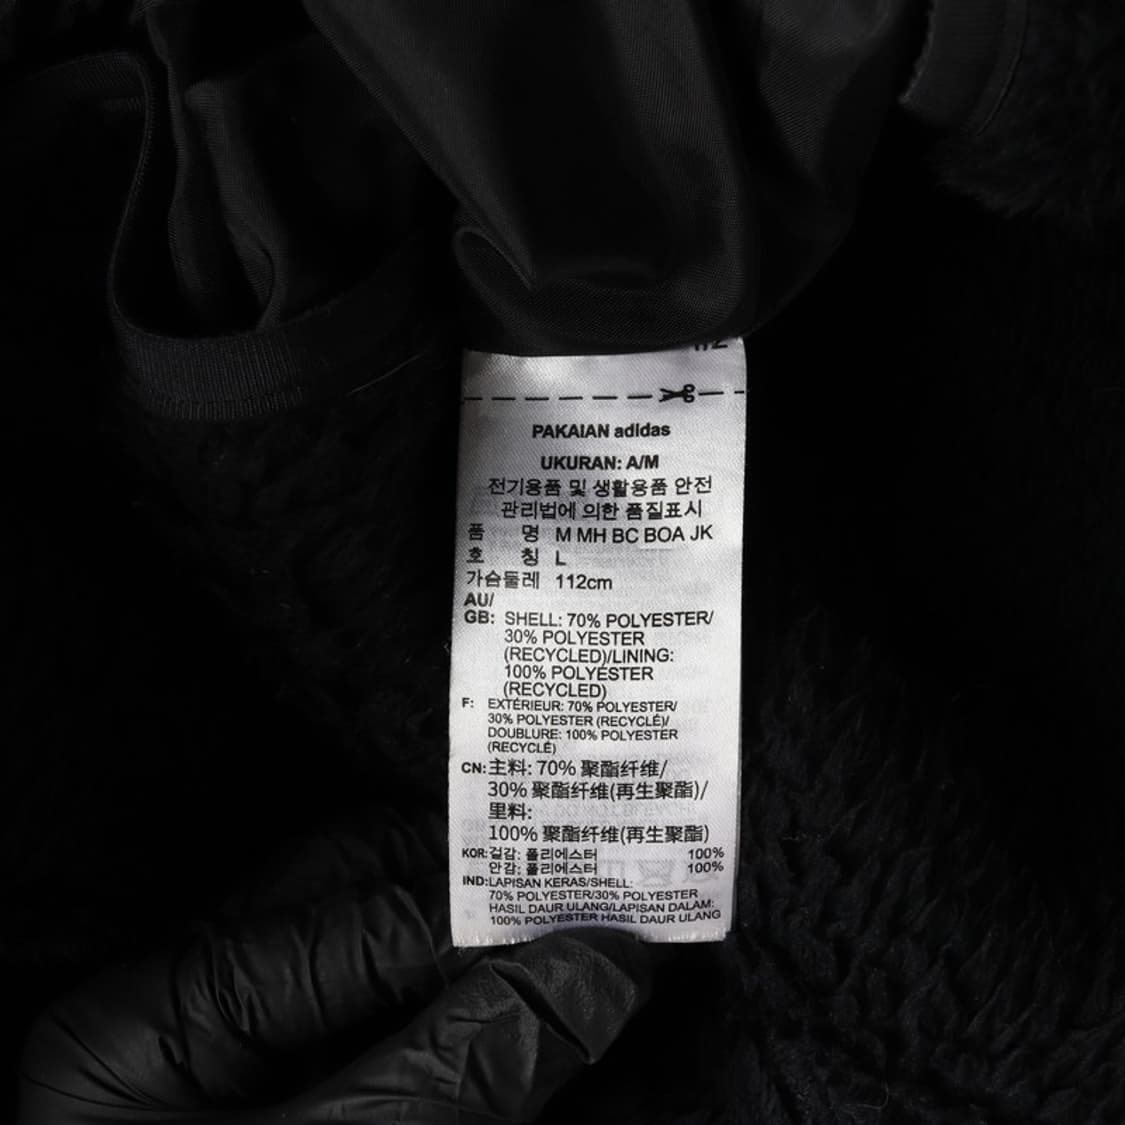 PAKAIAN adidas
UKURAN: A/M
전기용품 및 생활용품 안전
관리법에 의한 품질표시
품 명 M MH BC BOA JK
호 칭 L
가슴둘레 112cm
AU/
GB: SHELL: 70% POLYESTER/
30% POLYESTER
(RECYCLED)/LINING:
100% POLYESTER
(RECYCLED)
F: EXTÉRIEUR: 70% POLYESTER/
30% POLYESTER (RECYCLÉ)/
DOUBLURE: 100% POLYESTER
(RECYCLÉ)
CN: 主料: 70% 聚酯纤维/
30% 聚酯纤维(再生聚酯)/
里料:
100% 聚酯纤维(再生聚酯)
KOR: 겉감: 폴리에스터 100%
안감: 폴리에스터 100%
IND: LAPISAN KERAS/SHELL:
70% POLYESTER/30% POLYESTER
HASIL DAUR ULANG/LAPISAN DALAM:
100% POLYESTER HASIL DAUR ULANG